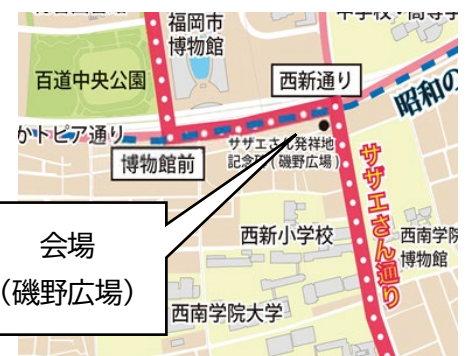 福岡市
博物館
百道中央公園
西新通り
昭和の
かトピア通り
サザエさん発祥地
記念碑(磯野広場)
博物館前
サザエさん通り
会場
（磯野広場）
西新小学校
西南学院
博物館
西南学院大学